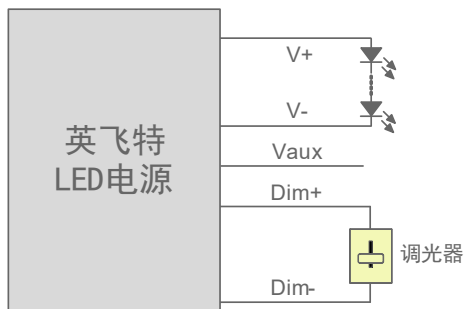 V+
V-
英飞特
LED电源
Vaux
Dim+
调光器
Dim-